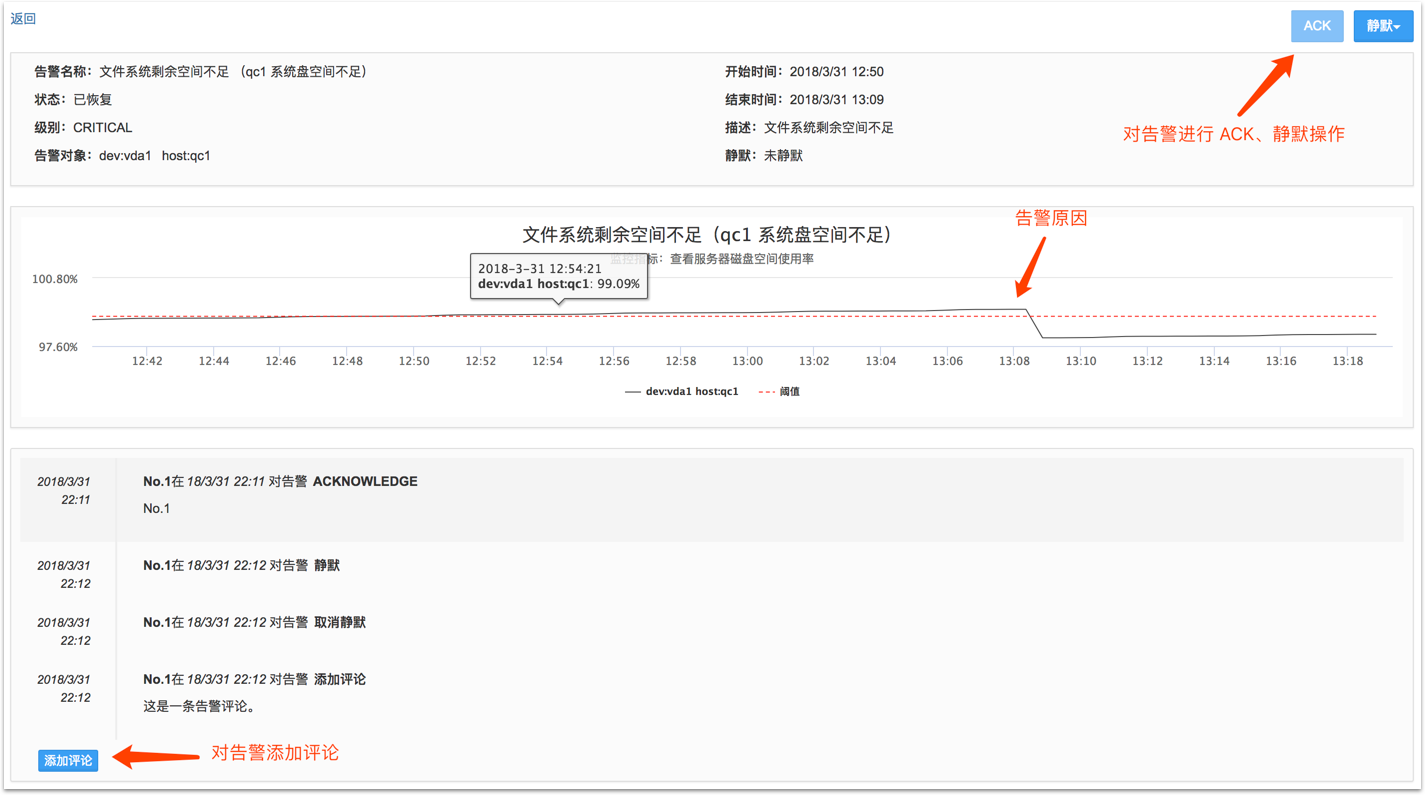 返回
ACK
静默
告警名称：文件系统剩余空间不足 （qc1 系统盘空间不足）
开始时间：2018/3/31 12:50
状态：已恢复
结束时间：2018/3/31 13:09
级别：CRITICAL
描述：文件系统剩余空间不足
告警对象：dev:vda1 host:qc1
静默：未静默
对告警进行 ACK、静默操作
告警原因
文件系统剩余空间不足（qc1 系统盘空间不足）
监控指标：查看服务器磁盘空间使用率
2018-3-31 12:54:21
dev:vda1 host:qc1: 99.09%
100.80%
97.60%
12:42 12:44 12:46 12:48 12:50 12:52 12:54 12:56 12:58 13:00 13:02 13:04 13:06 13:08 13:10 13:12 13:14 13:16 13:18
dev:vda1 host:qc1 阈值
2018/3/31
22:11
No.1在 18/3/31 22:11 对告警 ACKNOWLEDGE
No.1
2018/3/31
22:12
No.1在 18/3/31 22:12 对告警 静默
2018/3/31
22:12
No.1在 18/3/31 22:12 对告警 取消静默
2018/3/31
22:12
No.1在 18/3/31 22:12 对告警 添加评论
这是一条告警评论。
添加评论
对告警添加评论